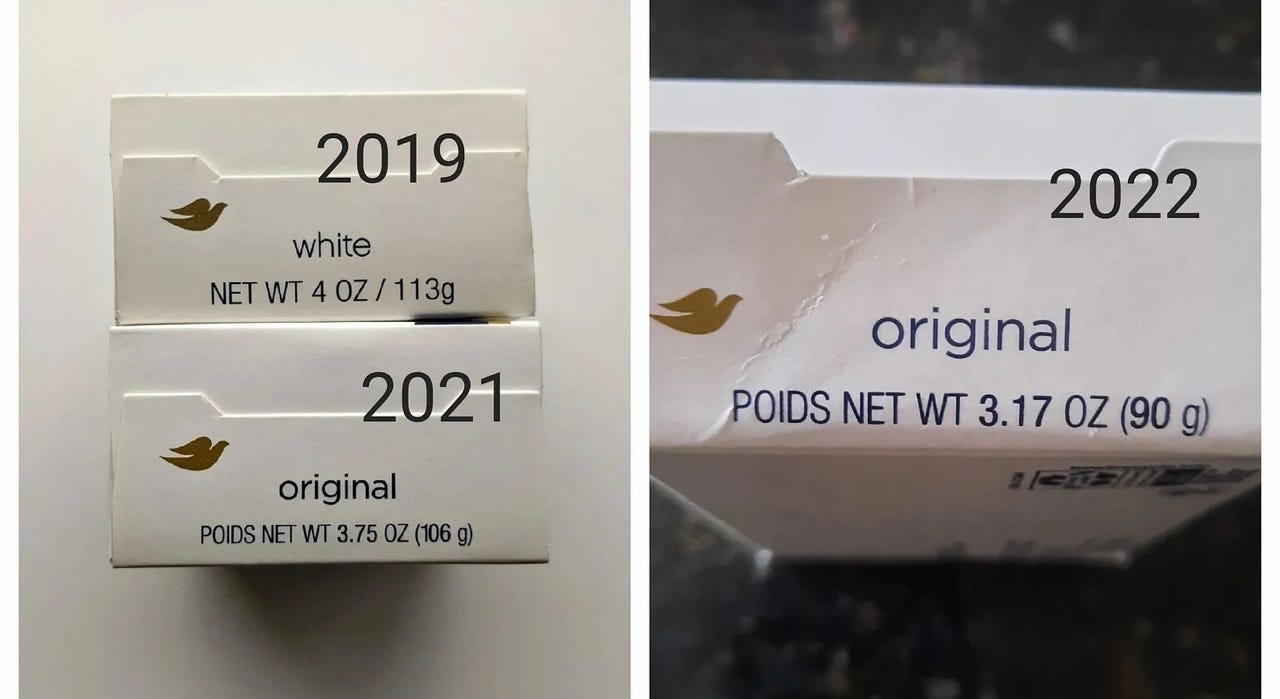 2019
white
NET WT 4 OZ / 113g
2021
original
POIDS NET WT 3.75 OZ (106 g)
2022
original
POIDS NET WT 3.17 OZ (90 g)